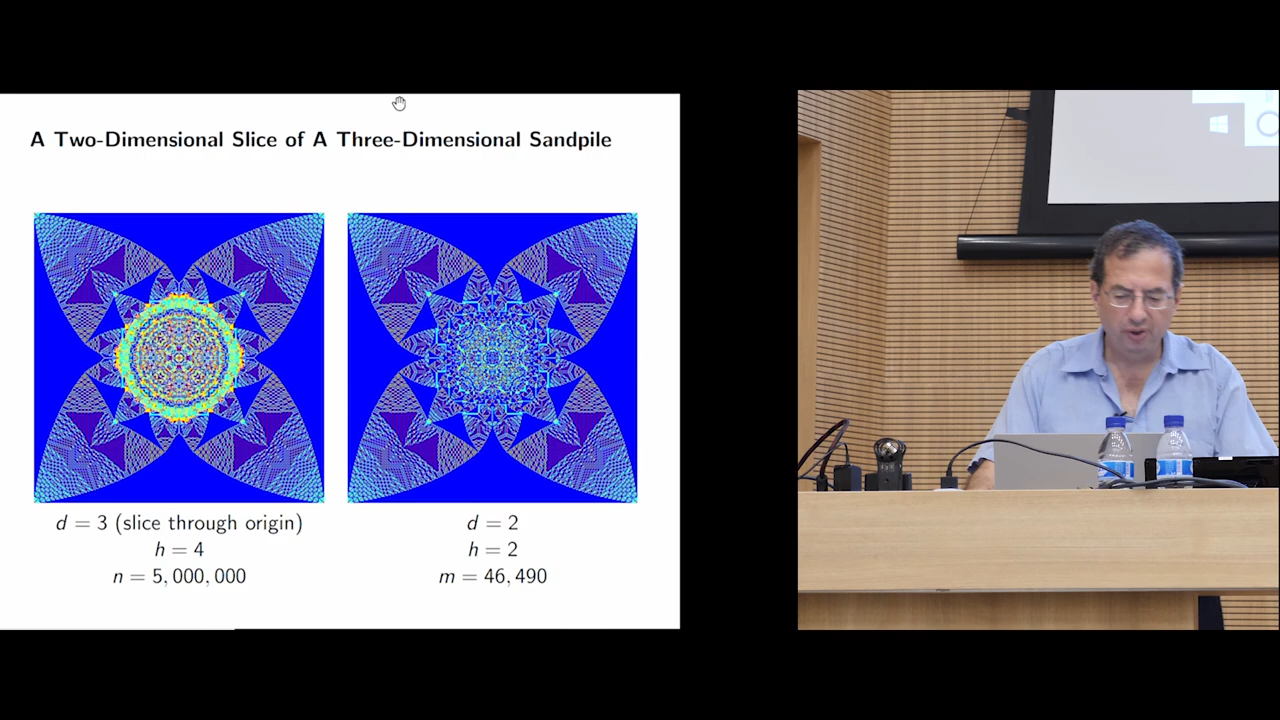 A Two-Dimensional Slice of A Three-Dimensional Sandpile
d = 3 (slice through origin)
h = 4
n = 5, 000, 000
d = 2
h = 2
m = 46, 490